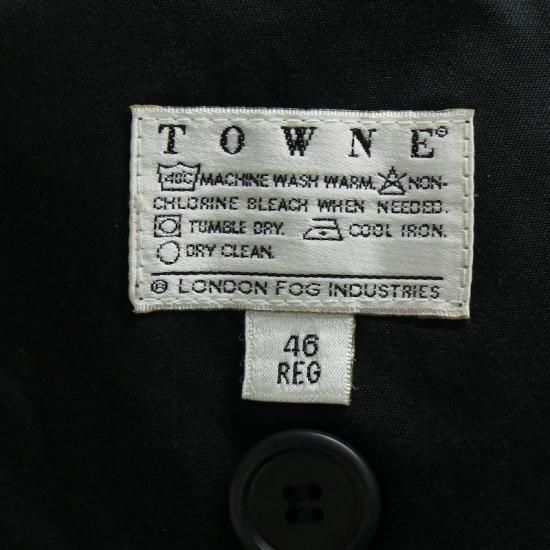 TOWNE®
40C MACHINE WASH WARM. NON-
CHLORINE BLEACH WHEN NEEDED.
TUMBLE DRY. COOL IRON.
DRY CLEAN.
® LONDON FOG INDUSTRIES
46
REG